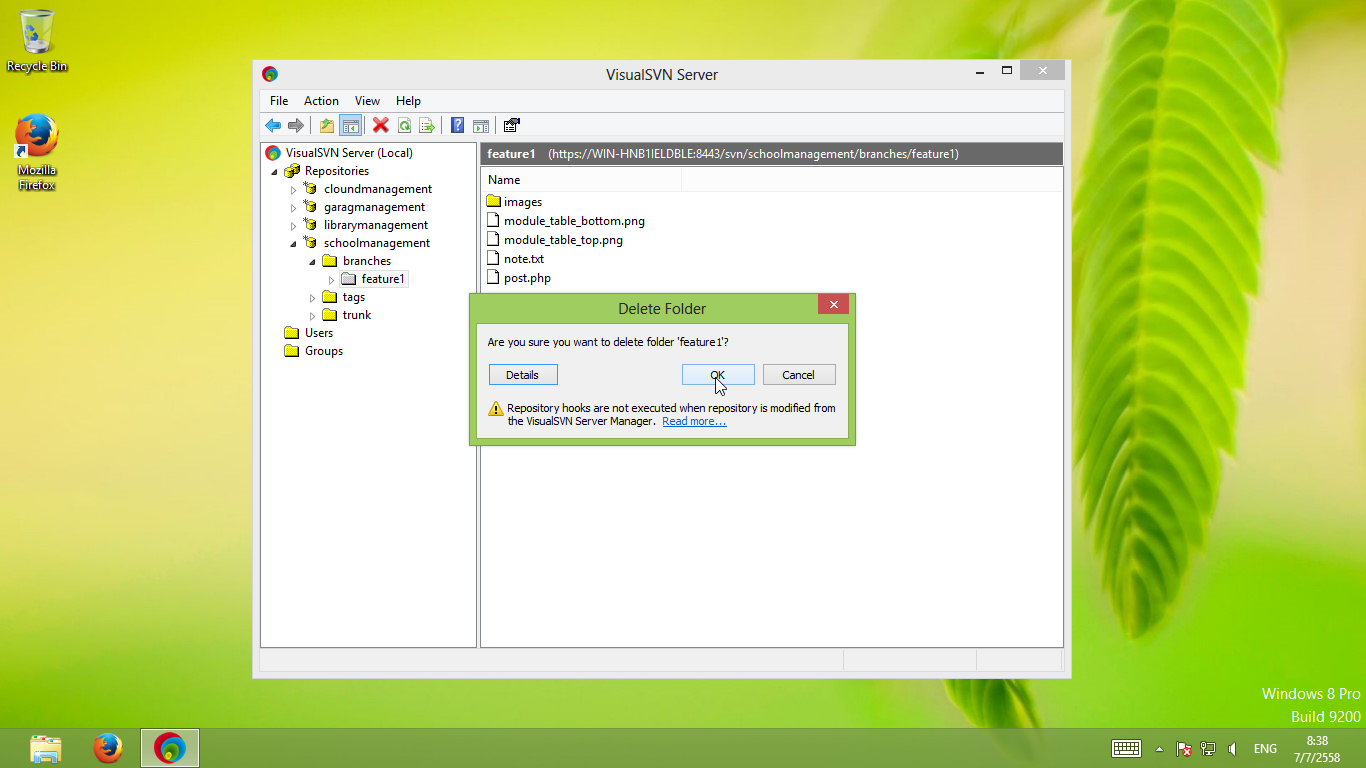 Recycle Bin
Mozilla
Firefox
VisualSVN Server
File Action View Help
VisualSVN Server (Local)
Repositories
cloundmanagement
garagmanagement
librarymanagement
schoolmanagement
branches
feature1
tags
trunk
Users
Groups
feature1 (https://WIN-HNB1IELDBLE:8443/svn/schoolmanagement/branches/feature1)
Name
images
module_table_bottom.png
module_table_top.png
note.txt
post.php
Delete Folder
Are you sure you want to delete folder 'feature1'?
Details OK Cancel
Repository hooks are not executed when repository is modified from
the VisualSVN Server Manager. Read more...
Windows 8 Pro
Build 9200
ENG
8:38
7/7/2558